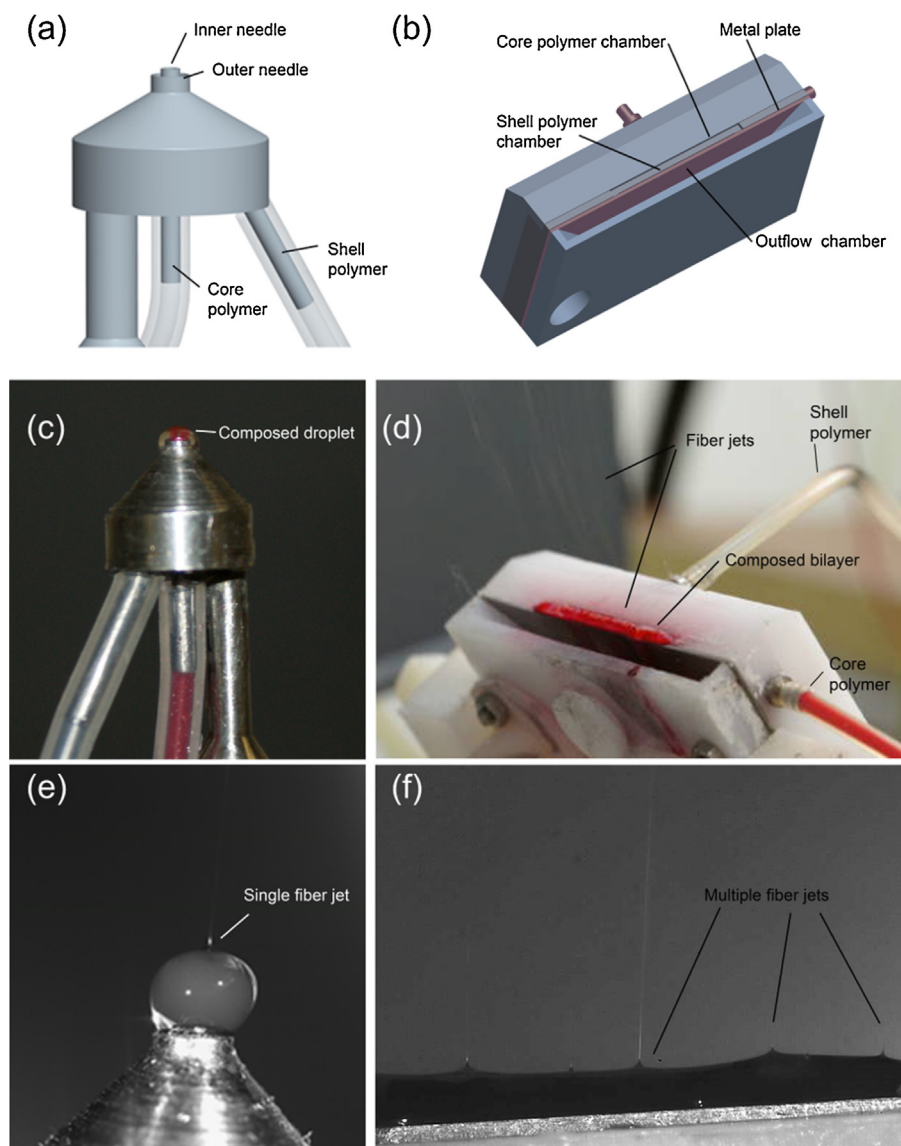 (a)
Inner needle
Outer needle
Core
polymer
Shell
polymer
(b)
Core polymer chamber
Metal plate
Shell polymer
chamber
Outflow chamber
(c)
Composed droplet
(d)
Shell
polymer
Fiber jets
Composed bilayer
Core
polymer
(e)
Single fiber jet
(f)
Multiple fiber jets